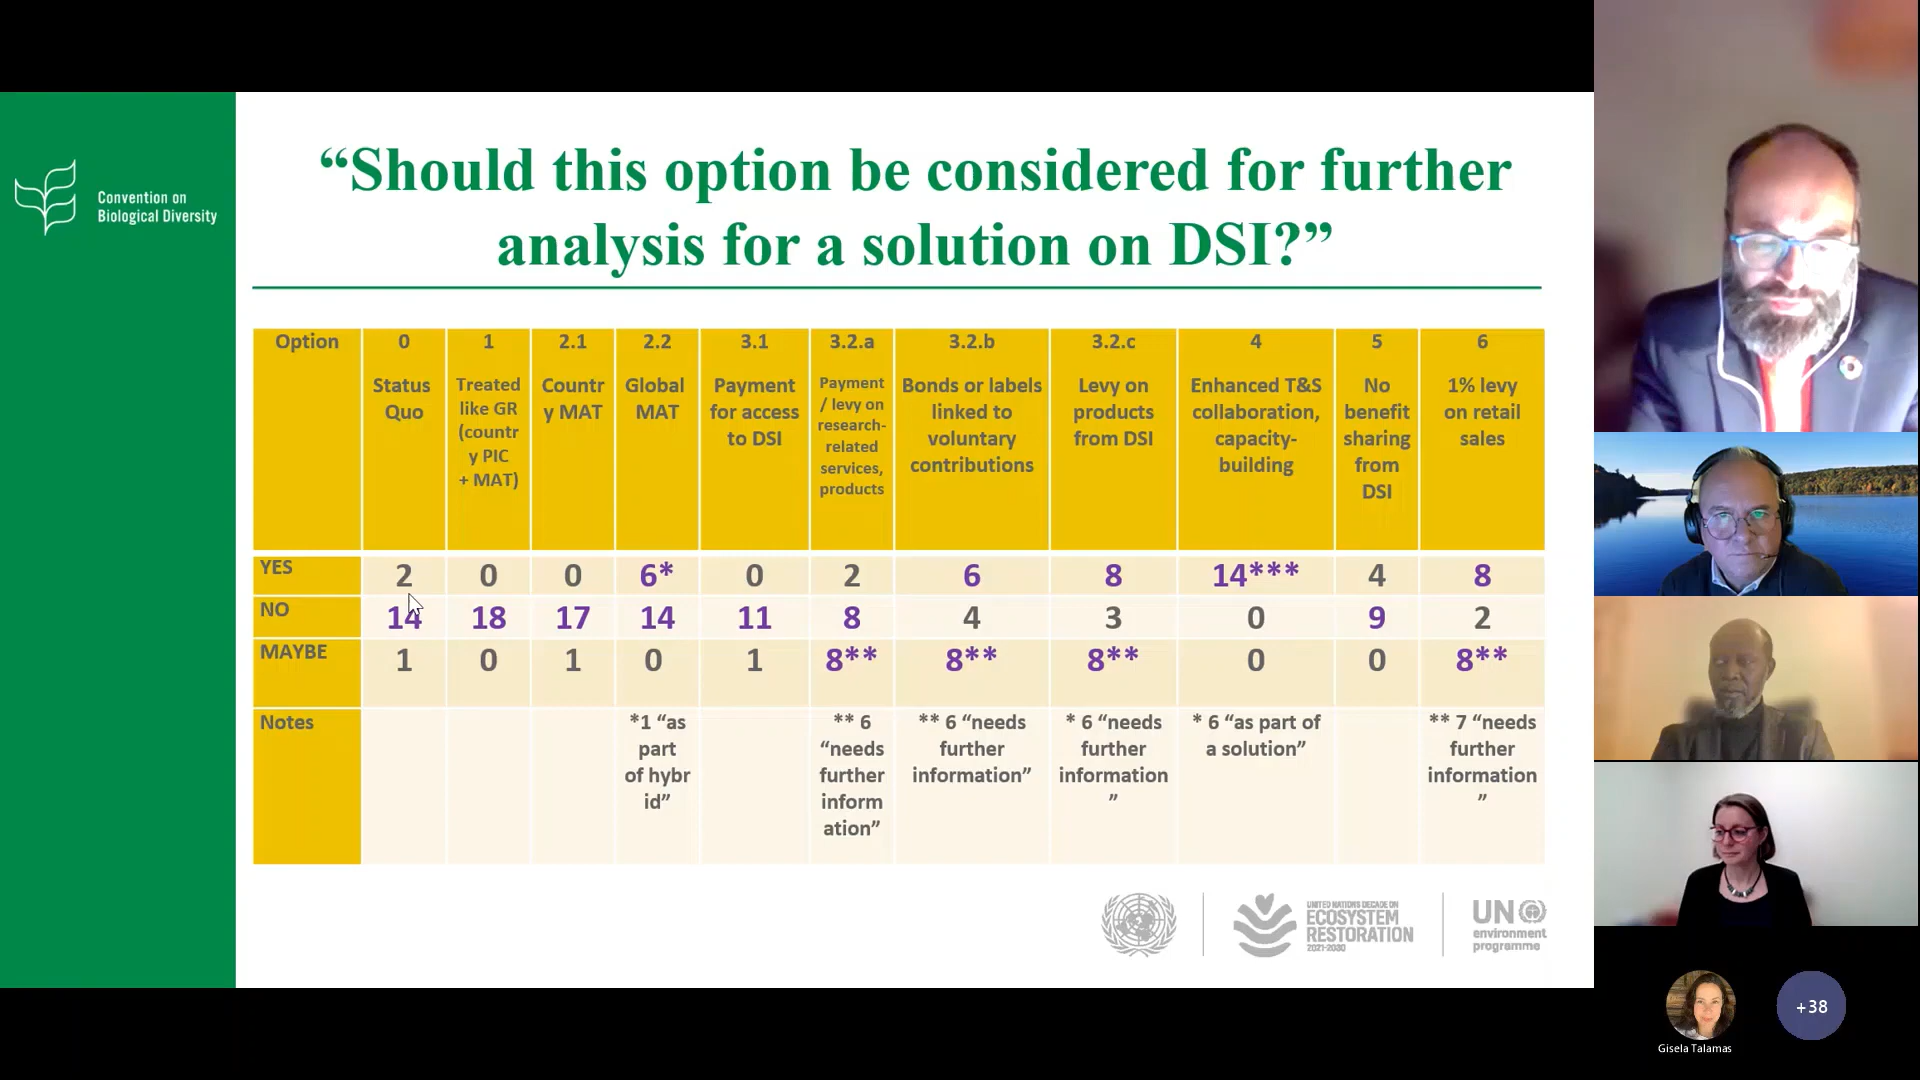 Convention on
Biological Diversity
“Should this option be considered for further
analysis for a solution on DSI?”
Option 0 1 2.1 2.2 3.1 3.2.a 3.2.b 3.2.c 4 5 6
Status
Quo
Treated
like GR
(countr
y PIC
+ MAT)
Countr
y MAT
Global
MAT
Payment
for access
to DSI
Payment
/ levy on
research-
related
services,
products
Bonds or labels
linked to
voluntary
contributions
Levy on
products
from DSI
Enhanced T&S
collaboration,
capacity-
building
No
benefit
sharing
from
DSI
1% levy
on retail
sales
YES 2 0 0 6* 0 2 6 8 14*** 4 8
NO 14 18 17 14 11 8 4 3 0 9 2
MAYBE 1 0 1 0 1 8** 8** 8** 0 0 8**
Notes
*1 “as
part
of hybr
id”
** 6
“needs
further
inform
ation”
** 6 “needs
further
information”
* 6 “needs
further
information
”
* 6 “as part of
a solution”
** 7 “needs
further
information
”
UNITED NATIONS DECADE ON
ECOSYSTEM
RESTORATION
2021-2030
UN
environment
programme
Gisela Talamas
+38